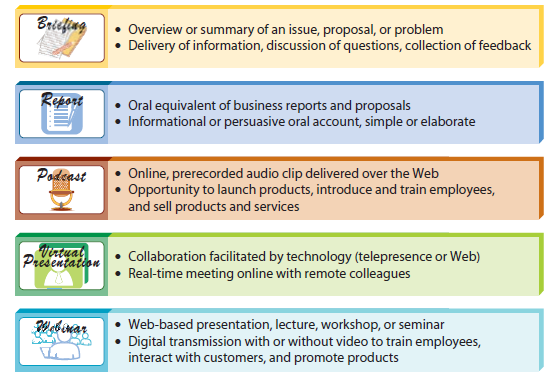 Briefing
• Overview or summary of an issue, proposal, or problem
• Delivery of information, discussion of questions, collection of feedback
Report
• Oral equivalent of business reports and proposals
• Informational or persuasive oral account, simple or elaborate
Podcast
• Online, prerecorded audio clip delivered over the Web
• Opportunity to launch products, introduce and train employees,
and sell products and services
Virtual
Presentation
• Collaboration facilitated by technology (telepresence or Web)
• Real-time meeting online with remote colleagues
Webinar
• Web-based presentation, lecture, workshop, or seminar
• Digital transmission with or without video to train employees,
interact with customers, and promote products